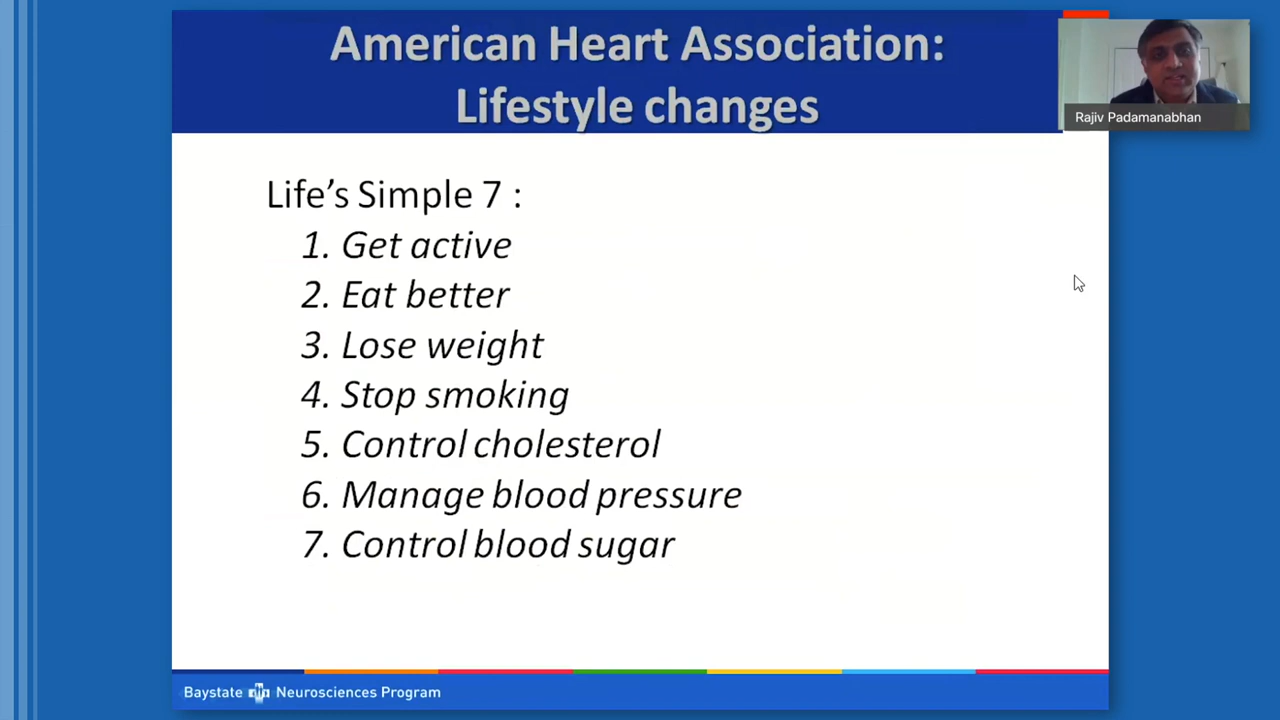 American Heart Association:
Lifestyle changes
Rajiv Padamanabhan
Life's Simple 7 :
1. Get active
2. Eat better
3. Lose weight
4. Stop smoking
5. Control cholesterol
6. Manage blood pressure
7. Control blood sugar
Baystate Neurosciences Program